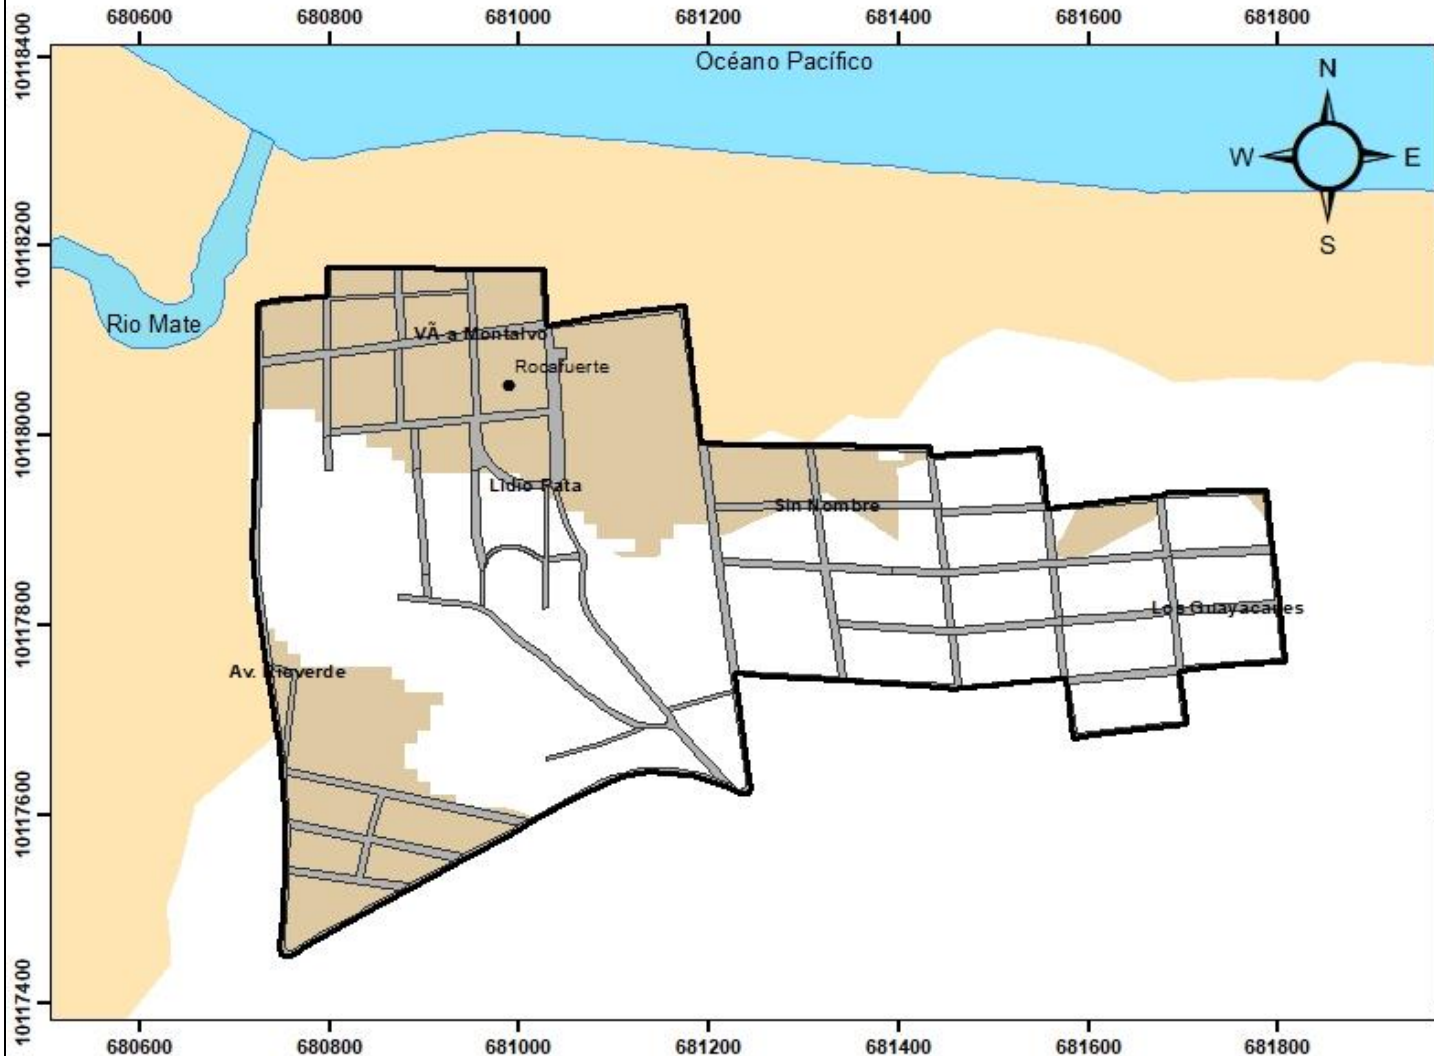 680600 680800 681000 681200 681400 681600 681800
10118400
Océano Pacífico
N
W E
S
10118200
Rio Mate
VÃ-a Montalvo
Rocafuerte
10118000
Lidio Pata
Sin Nombre
10117800
Los Guayacanes
Av. Rioverde
10117600
10117400
680600 680800 681000 681200 681400 681600 681800